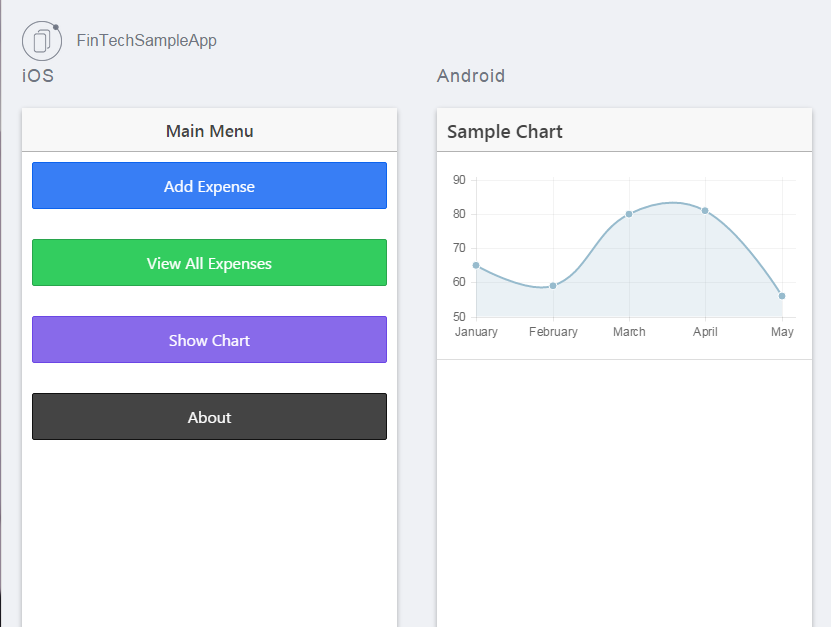 FinTechSampleApp
iOS
Android
Main Menu
Add Expense
View All Expenses
Show Chart
About
Sample Chart
90
80
70
60
50
January February March April May